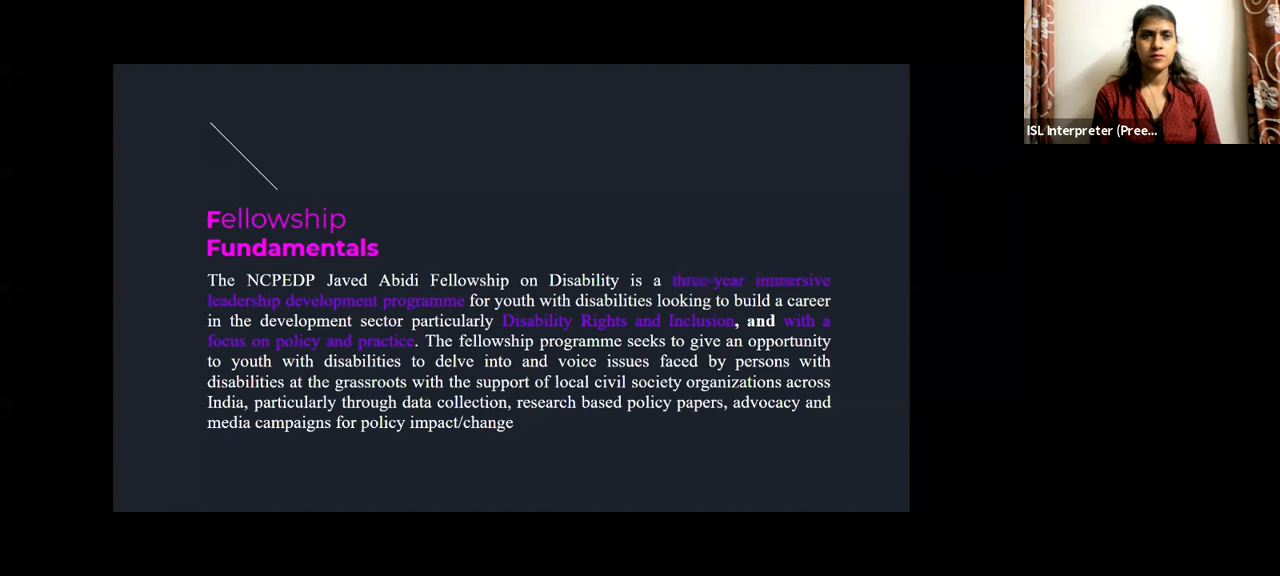 Fellowship
Fundamentals
The NCPEDP Javed Abidi Fellowship on Disability is a three-year immersive
leadership development programme for youth with disabilities looking to build a career
in the development sector particularly Disability Rights and Inclusion, and with a
focus on policy and practice. The fellowship programme seeks to give an opportunity
to youth with disabilities to delve into and voice issues faced by persons with
disabilities at the grassroots with the support of local civil society organizations across
India, particularly through data collection, research based policy papers, advocacy and
media campaigns for policy impact/change
ISL Interpreter (Pree...